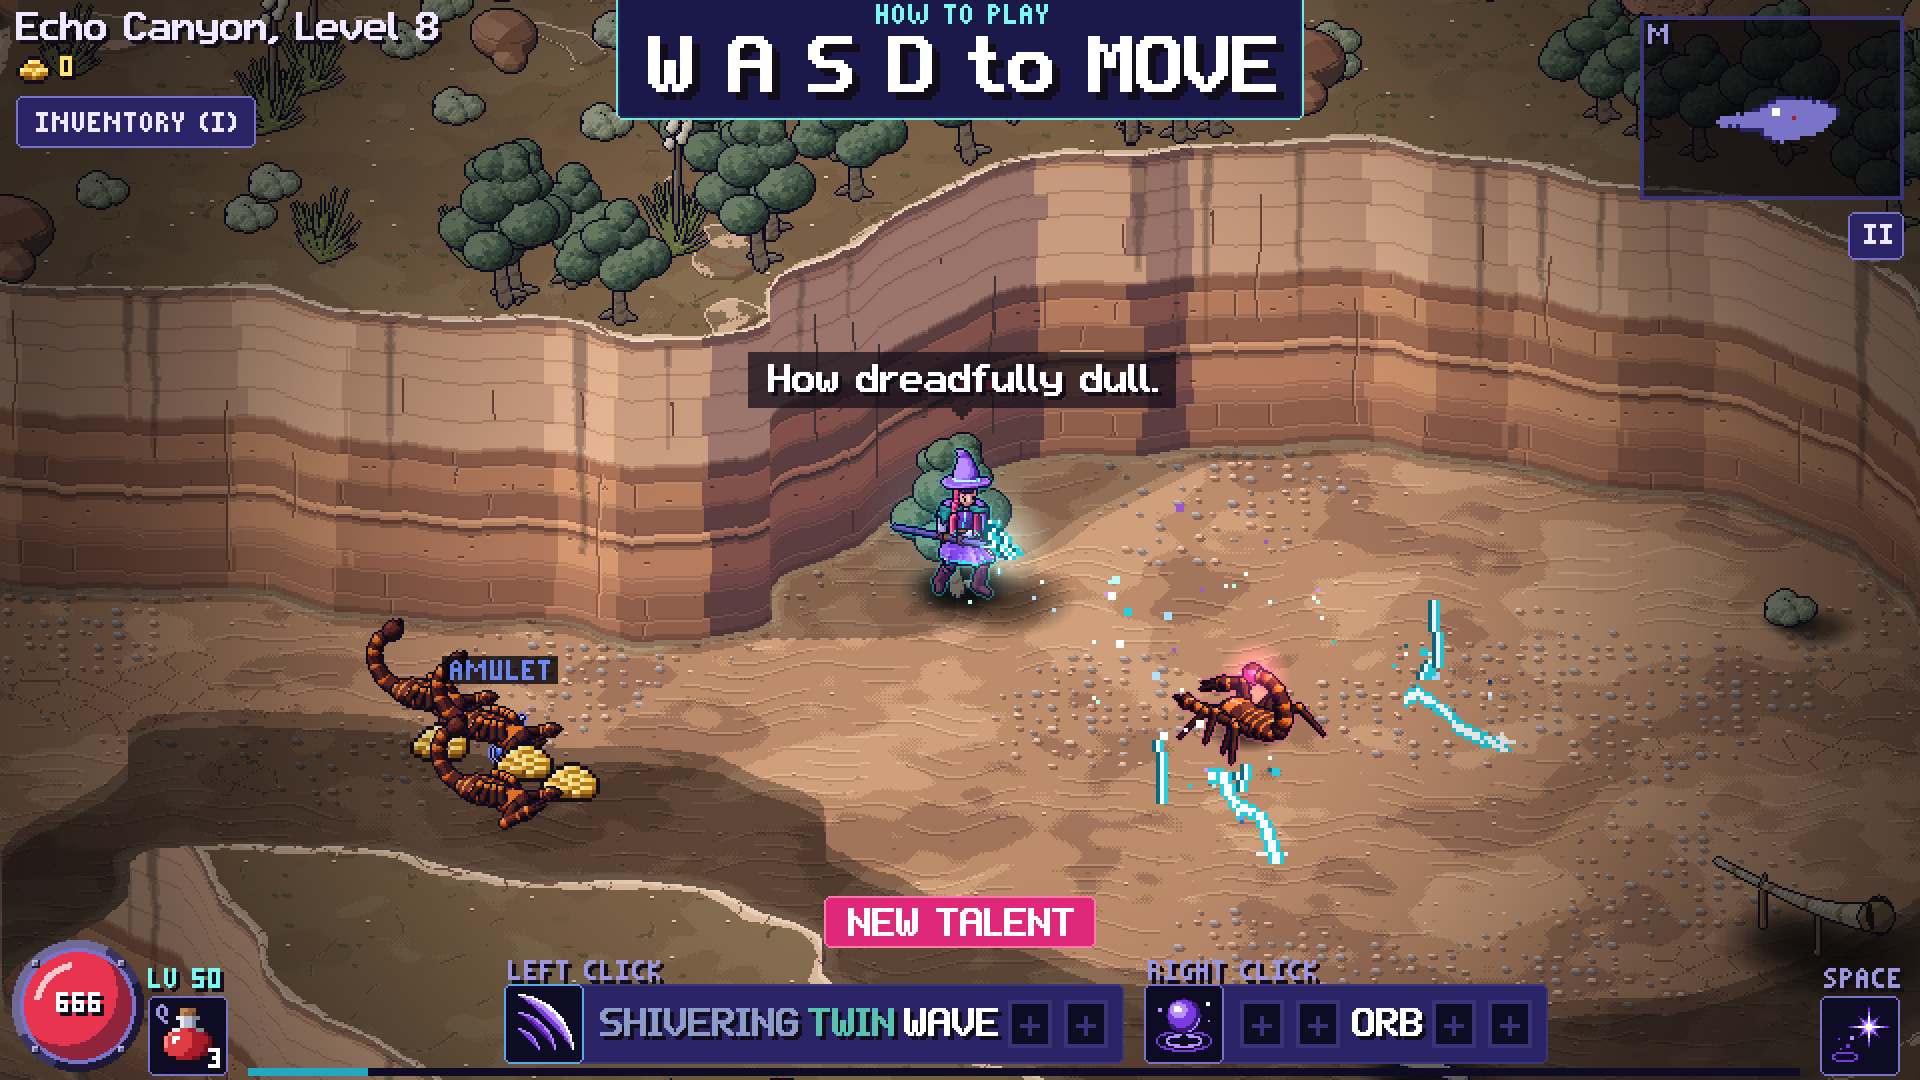 Echo Canyon, Level 8
0
INVENTORY (I)
HOW TO PLAY
W A S D to MOVE
M
II
How dreadfully dull.
AMULET
NEW TALENT
666
LV 50
Q
3
LEFT CLICK
SHIVERING TWIN WAVE + +
RIGHT CLICK
+ + ORB + +
SPACE